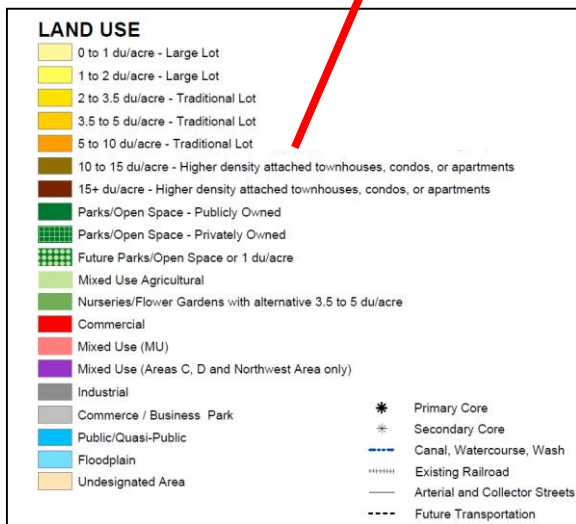 LAND USE
0 to 1 du/acre - Large Lot
1 to 2 du/acre - Large Lot
2 to 3.5 du/acre - Traditional Lot
3.5 to 5 du/acre - Traditional Lot
5 to 10 du/acre - Traditional Lot
10 to 15 du/acre - Higher density attached townhouses, condos, or apartments
15+ du/acre - Higher density attached townhouses, condos, or apartments
Parks/Open Space - Publicly Owned
Parks/Open Space - Privately Owned
Future Parks/Open Space or 1 du/acre
Mixed Use Agricultural
Nurseries/Flower Gardens with alternative 3.5 to 5 du/acre
Commercial
Mixed Use (MU)
Mixed Use (Areas C, D and Northwest Area only)
Industrial
Commerce / Business Park
Public/Quasi-Public
Floodplain
Undesignated Area
Primary Core
Secondary Core
Canal, Watercourse, Wash
Existing Railroad
Arterial and Collector Streets
Future Transportation